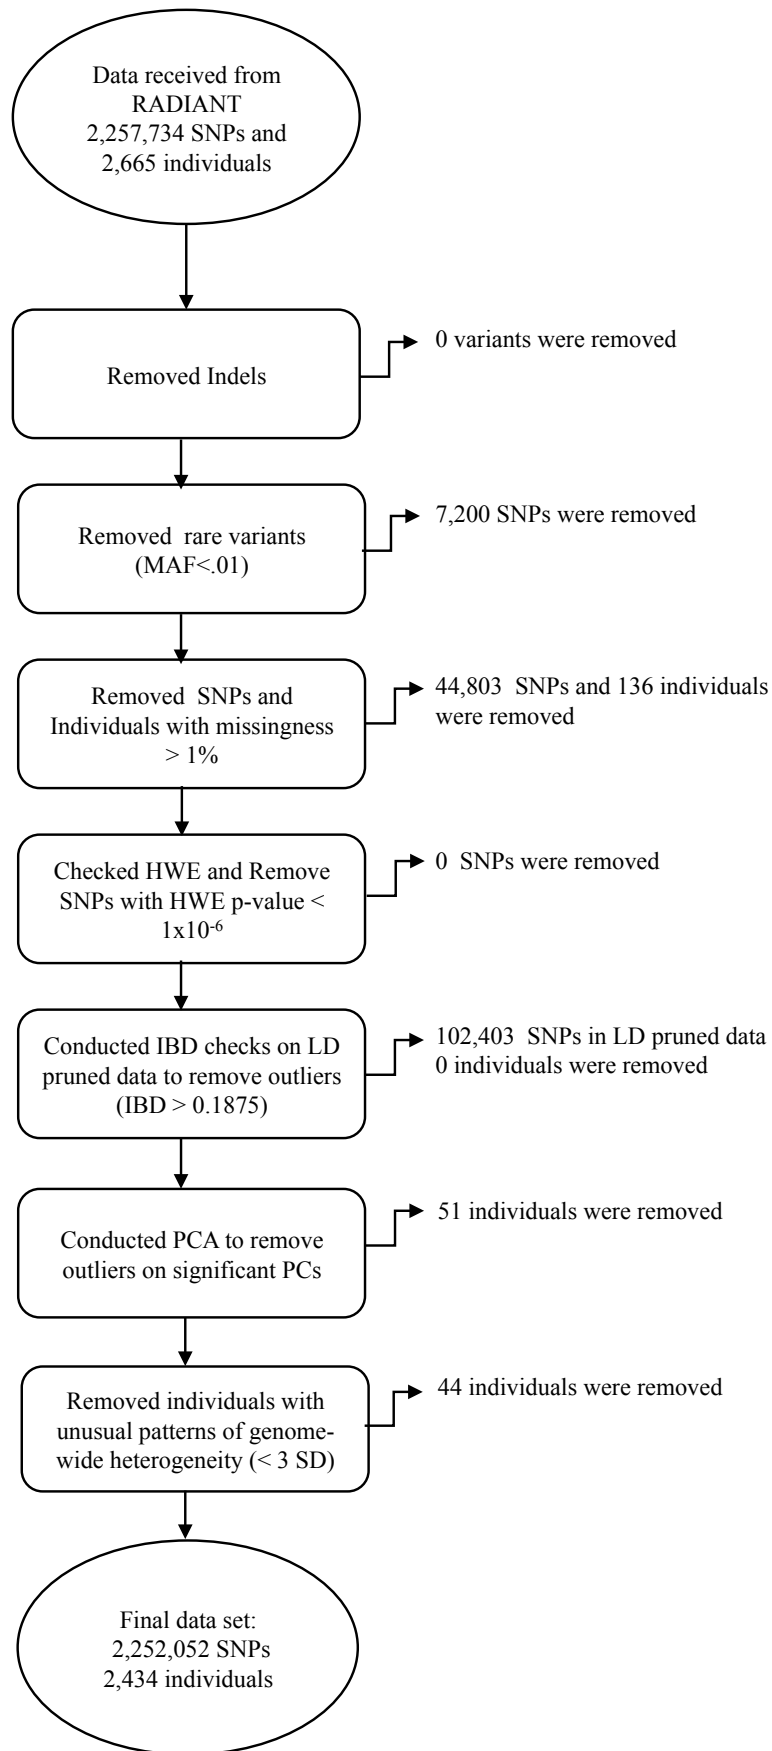 Data received from
RADIANT
2,257,734 SNPs and
2,665 individuals
Removed Indels
0 variants were removed
Removed rare variants
(MAF<.01)
7,200 SNPs were removed
Removed SNPs and
Individuals with missingness
> 1%
44,803 SNPs and 136 individuals
were removed
Checked HWE and Remove
SNPs with HWE p-value <
1x10⁻⁶
0 SNPs were removed
Conducted IBD checks on LD
pruned data to remove outliers
(IBD > 0.1875)
102,403 SNPs in LD pruned data
0 individuals were removed
Conducted PCA to remove
outliers on significant PCs
51 individuals were removed
Removed individuals with
unusual patterns of genome-
wide heterogeneity (< 3 SD)
44 individuals were removed
Final data set:
2,252,052 SNPs
2,434 individuals